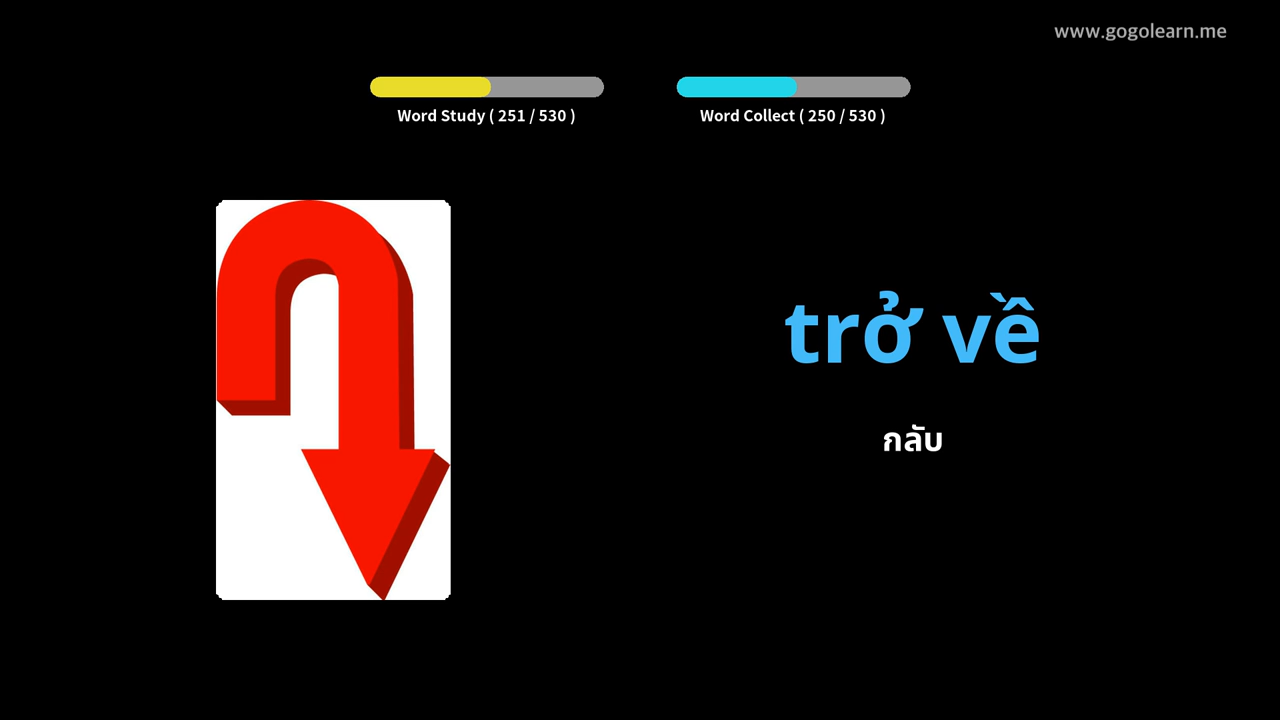 www.gogolearn.me
Word Study ( 251 / 530 )
Word Collect ( 250 / 530 )
trở về
กลับ